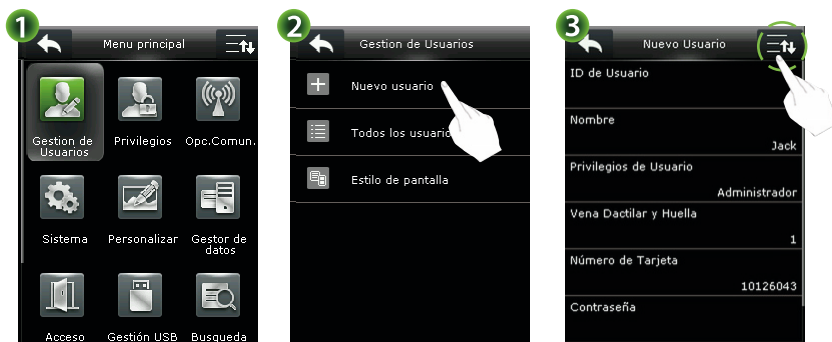 1
Menu principal
Gestion de
Usuarios
Privilegios
Opc.Comun.
Sistema
Personalizar
Gestor de
datos
Acceso
Gestión USB
Busqueda
2
Gestion de Usuarios
Nuevo usuario
Todos los usuario
Estilo de pantalla
3
Nuevo Usuario
ID de Usuario
Nombre
Jack
Privilegios de Usuario
Administrador
Vena Dactilar y Huella
1
Número de Tarjeta
10126043
Contraseña